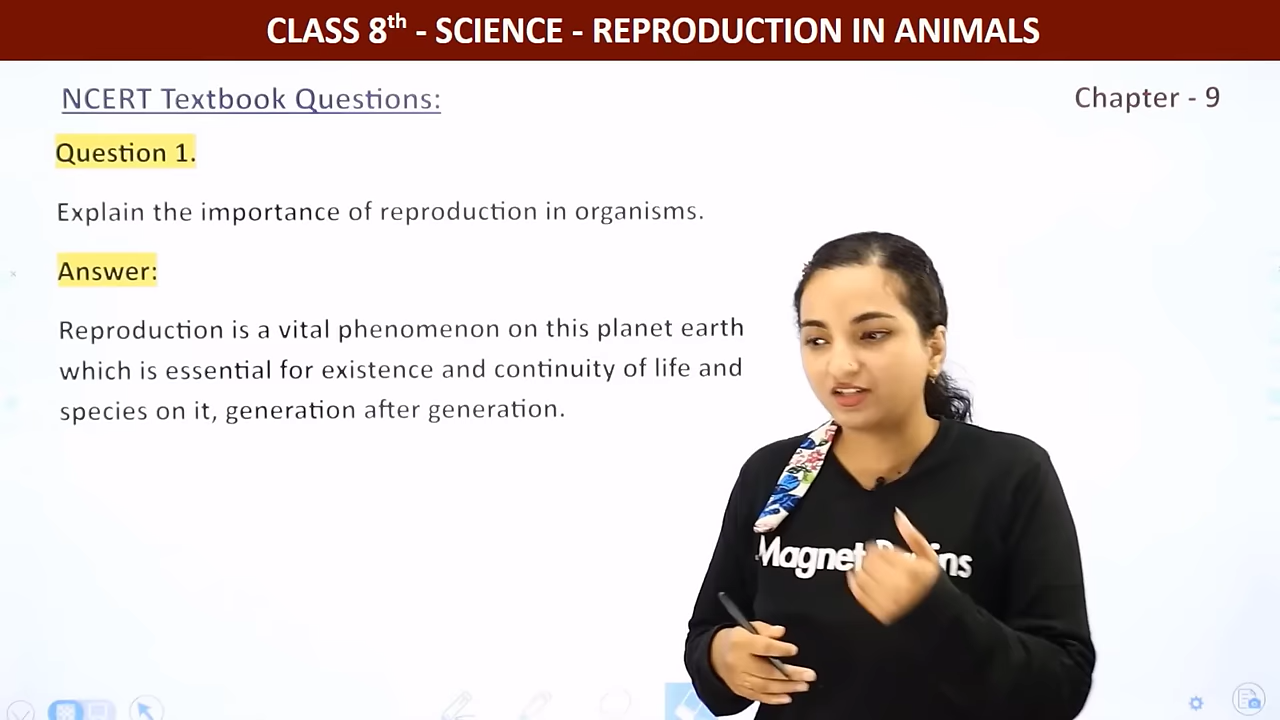 CLASS 8th - SCIENCE - REPRODUCTION IN ANIMALS
NCERT Textbook Questions:
Chapter - 9
Question 1.
Explain the importance of reproduction in organisms.
Answer:
Reproduction is a vital phenomenon on this planet earth
which is essential for existence and continuity of life and
species on it, generation after generation.
Magnet